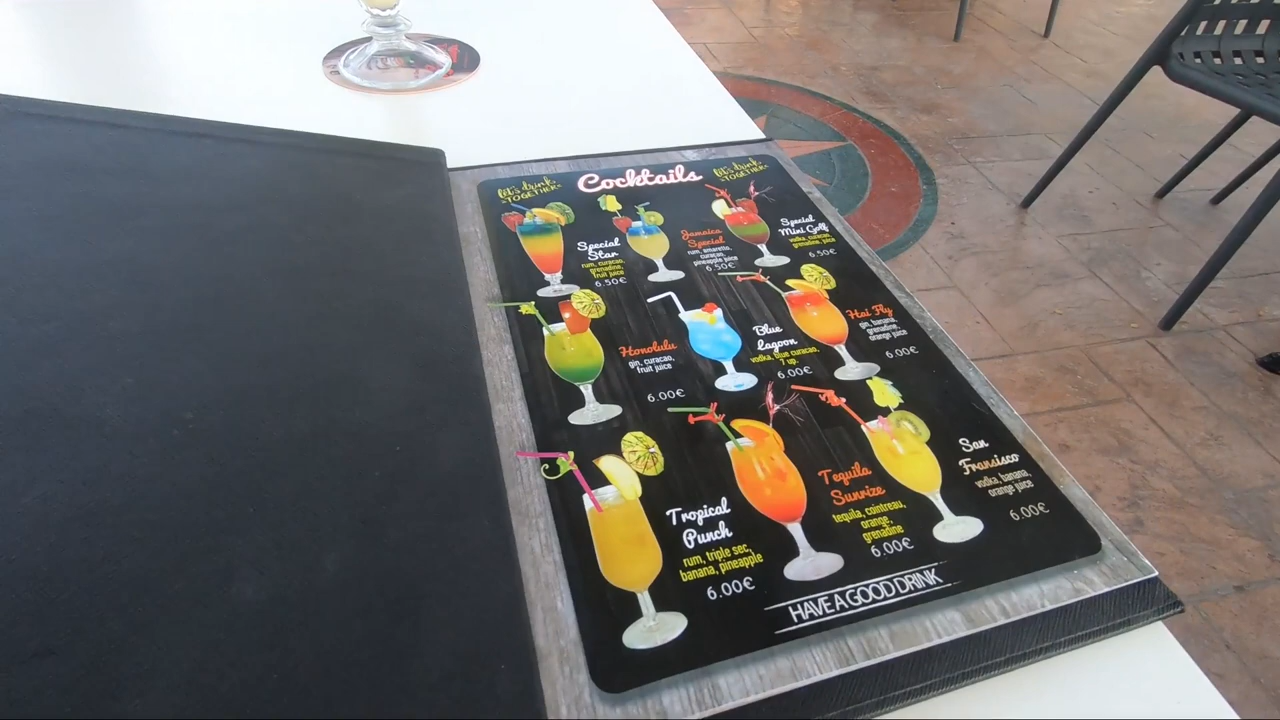 let's drink
TOGETHER
Cocktails
let's drink
TOGETHER
Special
Star
rum, curacao,
grenadine,
fruit juice
6.50€
Jamaica
Special
rum, amaretto,
curacao,
pineapple juice
6.50€
Special
Mini Golf
vodka, curacao,
grenadine, juice
6.50€
Honolulu
gin, curacao,
fruit juice
6.00€
Blue
Lagoon
vodka, blue curacao,
7 up.
6.00€
Hai Fly
gin, banana,
grenadine,
orange juice
6.00€
Tropical
Punch
rum, triple sec,
banana, pineapple
6.00€
Tequila
Sunrize
tequila, cointreau,
orange,
grenadine
6.00€
San
Fransisco
vodka, banana,
orange juice
6.00€
HAVE A GOOD DRINK